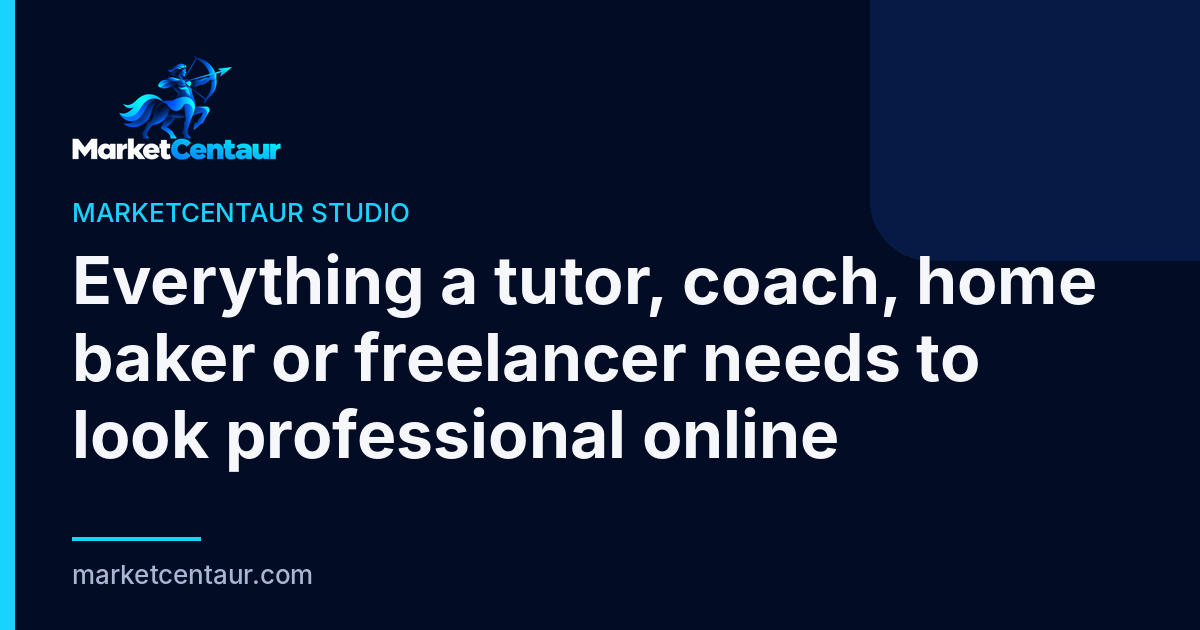 MarketCentaur
MARKETCENTAUR STUDIO
Everything a tutor, coach, home
baker or freelancer needs to
look professional online
marketcentaur.com